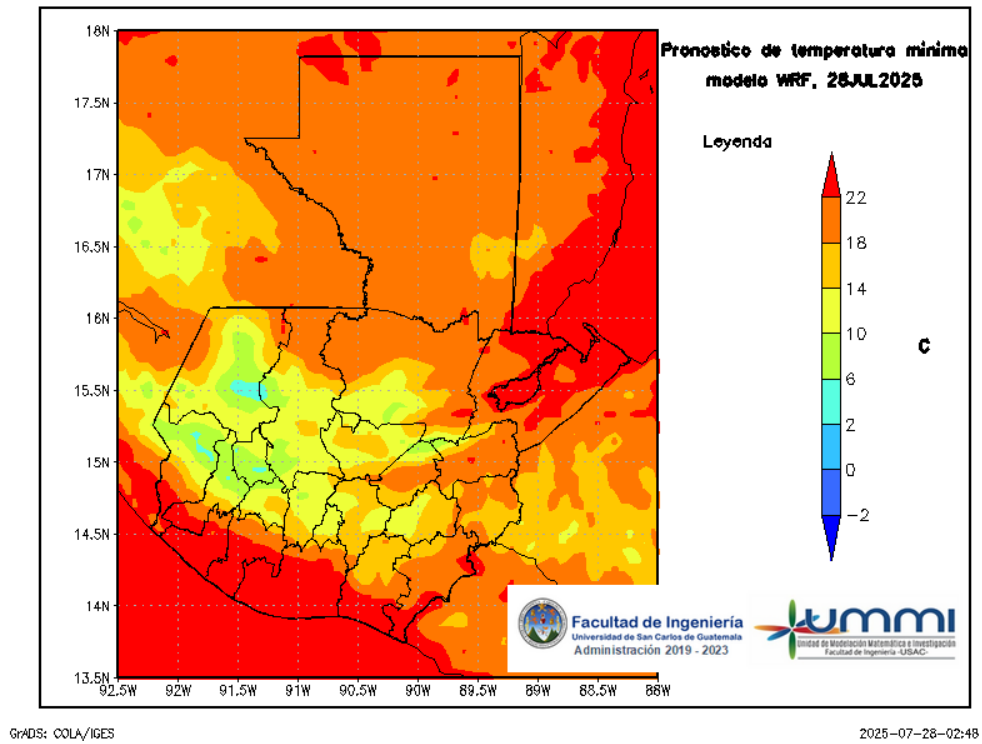 Pronostico de temperatura minima
modelo WRF, 28JUL2025
Leyenda
22
18
14
10
6
2
0
−2
C
18N
17.5N
17N
16.5N
16N
15.5N
15N
14.5N
14N
13.5N
92.5W 92W 91.5W 91W 90.5W 90W 89.5W 89W 88.5W 88W
Facultad de Ingeniería
Universidad de San Carlos de Guatemala
Administración 2019 - 2023
ummi
Unidad de Modelación Matemática e Investigación
Facultad de Ingeniería -USAC-
GrADS: COLA/IGES
2025-07-28-02:48